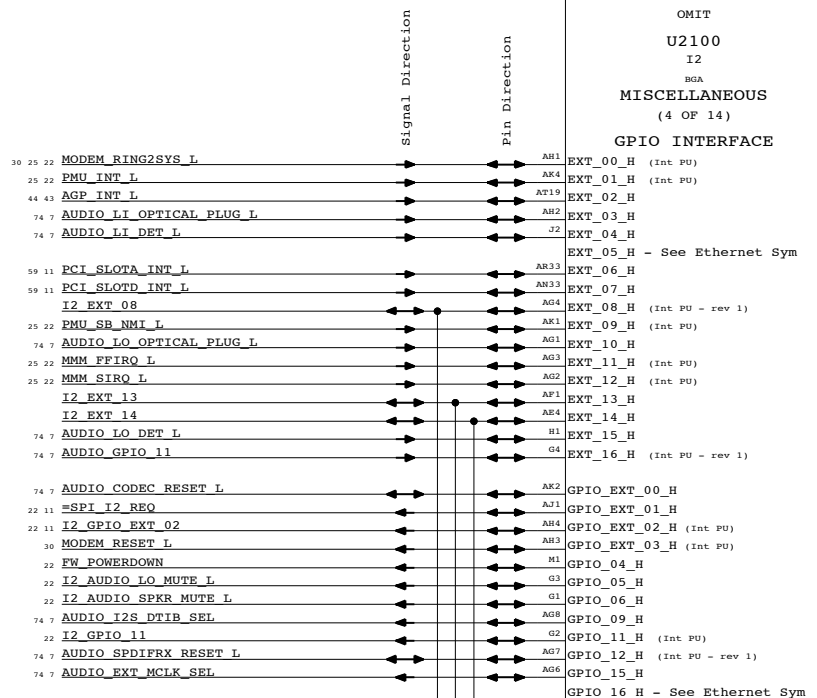 OMIT
U2100
I2
BGA
MISCELLANEOUS
(4 OF 14)
GPIO INTERFACE
Signal Direction
Pin Direction
30 25 22 MODEM_RING2SYS_L AH1 EXT_00_H (Int PU)
25 22 PMU_INT_L AK4 EXT_01_H (Int PU)
44 43 AGP_INT_L AT19 EXT_02_H
74 7 AUDIO_LI_OPTICAL_PLUG_L AH2 EXT_03_H
74 7 AUDIO_LI_DET_L J2 EXT_04_H
EXT_05_H - See Ethernet Sym
59 11 PCI_SLOTA_INT_L AR33 EXT_06_H
59 11 PCI_SLOTD_INT_L AN33 EXT_07_H
I2_EXT_08 AG4 EXT_08_H (Int PU - rev 1)
25 22 PMU_SB_NMI_L AK1 EXT_09_H (Int PU)
74 7 AUDIO_LO_OPTICAL_PLUG_L AG1 EXT_10_H
25 22 MMM_FFIRQ_L AG3 EXT_11_H (Int PU)
25 22 MMM_SIRQ_L AG2 EXT_12_H (Int PU)
I2_EXT_13 AF1 EXT_13_H
I2_EXT_14 AE4 EXT_14_H
74 7 AUDIO_LO_DET_L H1 EXT_15_H
74 7 AUDIO_GPIO_11 G4 EXT_16_H (Int PU - rev 1)
74 7 AUDIO_CODEC_RESET_L AK2 GPIO_EXT_00_H
22 11 =SPI_I2_REQ AJ1 GPIO_EXT_01_H
22 11 I2_GPIO_EXT_02 AH4 GPIO_EXT_02_H (Int PU)
30 MODEM_RESET_L AH3 GPIO_EXT_03_H (Int PU)
22 FW_POWERDOWN M1 GPIO_04_H
22 I2_AUDIO_LO_MUTE_L G3 GPIO_05_H
22 I2_AUDIO_SPKR_MUTE_L G1 GPIO_06_H
74 7 AUDIO_I2S_DTIB_SEL AG8 GPIO_09_H
22 I2_GPIO_11 G2 GPIO_11_H (Int PU)
74 7 AUDIO_SPDIFRX_RESET_L AG7 GPIO_12_H (Int PU - rev 1)
74 7 AUDIO_EXT_MCLK_SEL AG6 GPIO_15_H
GPIO_16_H - See Ethernet Sym